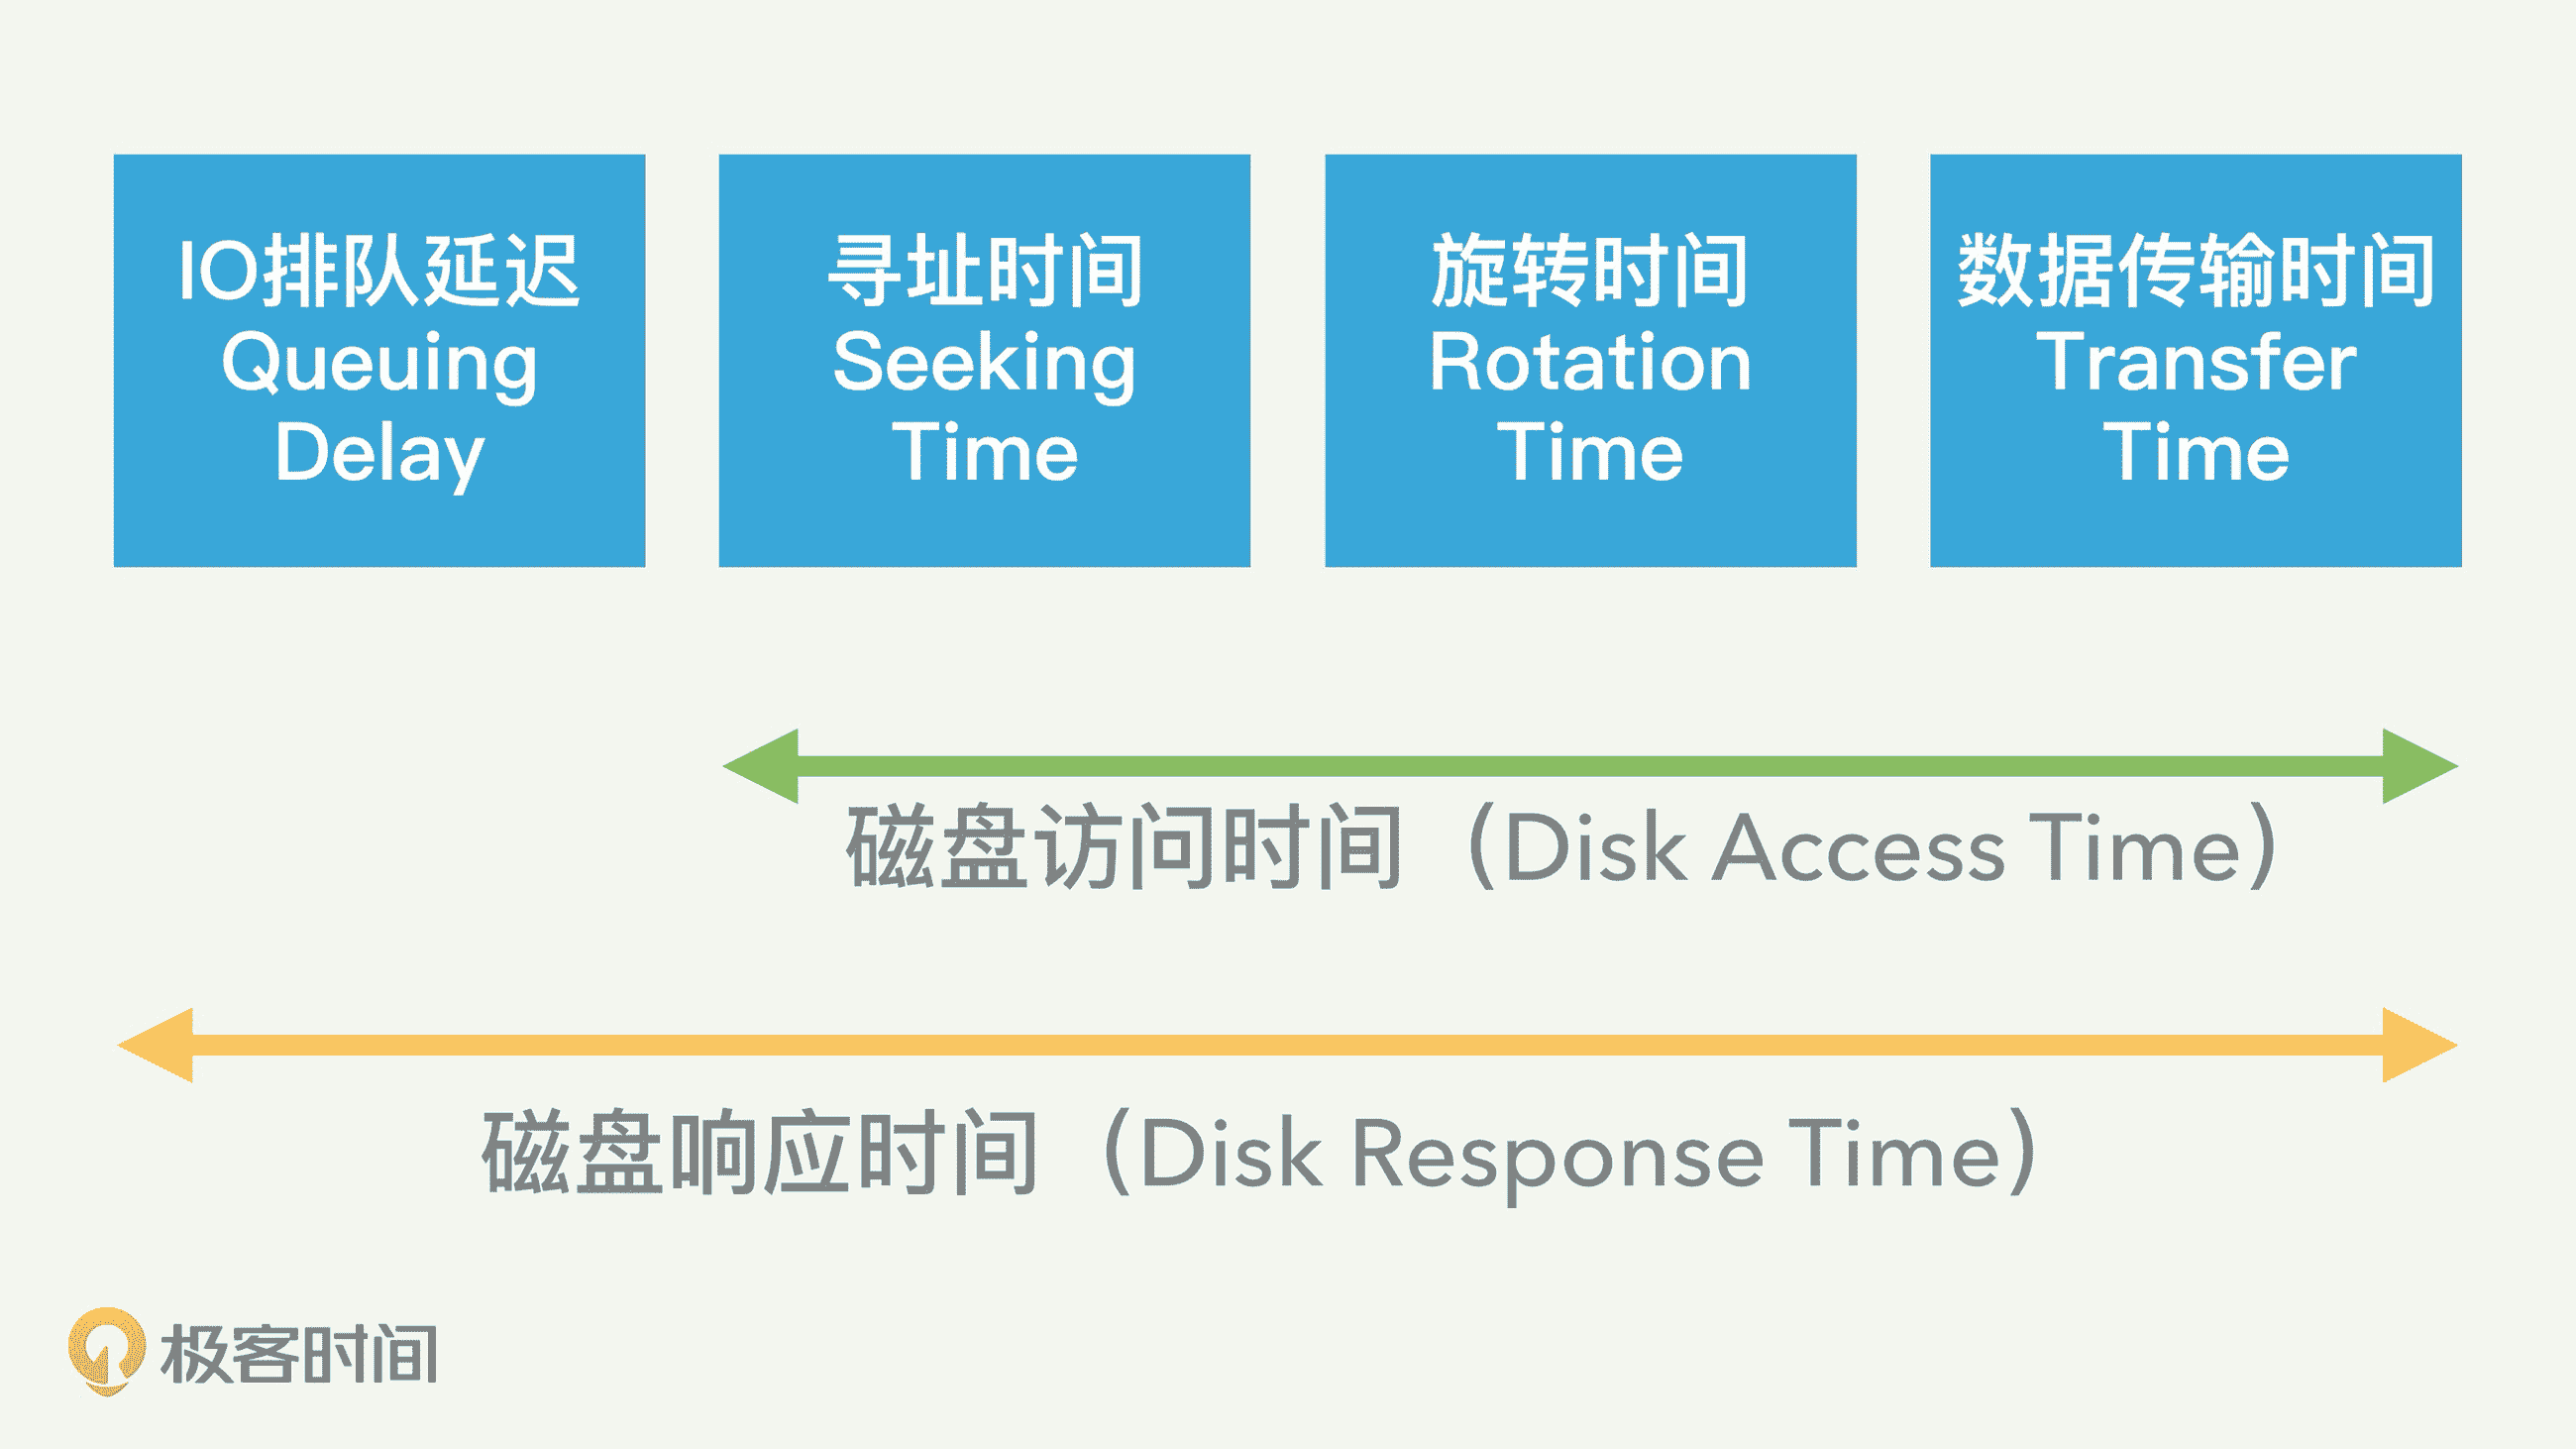 IO排队延迟
Queuing
Delay
寻址时间
Seeking
Time
旋转时间
Rotation
Time
数据传输时间
Transfer
Time
磁盘访问时间（Disk Access Time）
磁盘响应时间（Disk Response Time）
极客时间